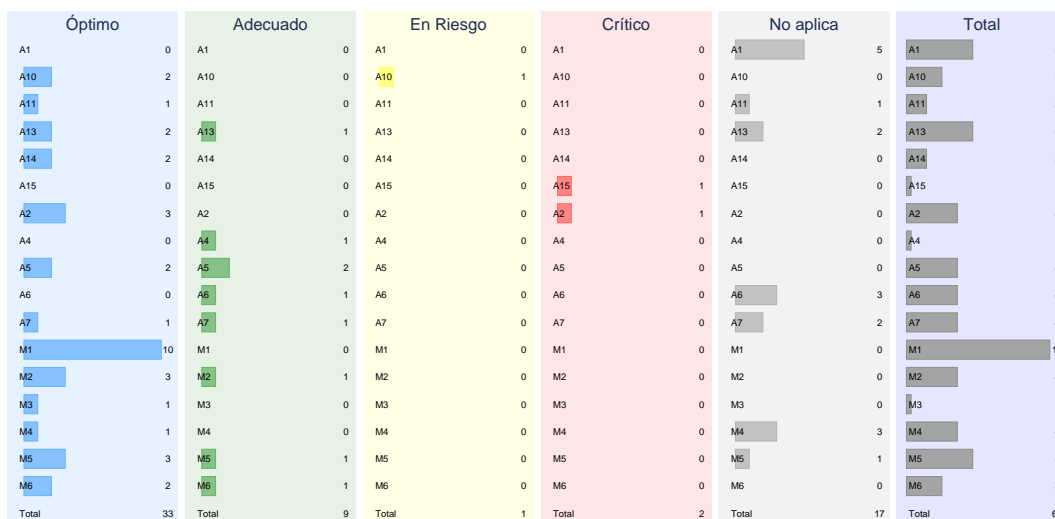 Óptimo Adecuado En Riesgo Crítico No aplica Total
A1 0 A1 0 A1 0 A1 0 A1 5 A1
A10 2 A10 0 A10 1 A10 0 A10 0 A10
A11 1 A11 0 A11 0 A11 0 A11 1 A11
A13 2 A13 1 A13 0 A13 0 A13 2 A13
A14 2 A14 0 A14 0 A14 0 A14 0 A14
A15 0 A15 0 A15 0 A15 1 A15 0 A15
A2 3 A2 0 A2 0 A2 1 A2 0 A2
A4 0 A4 1 A4 0 A4 0 A4 0 A4
A5 2 A5 2 A5 0 A5 0 A5 0 A5
A6 0 A6 1 A6 0 A6 0 A6 3 A6
A7 1 A7 1 A7 0 A7 0 A7 2 A7
M1 10 M1 0 M1 0 M1 0 M1 0 M1
M2 3 M2 1 M2 0 M2 0 M2 0 M2
M3 1 M3 0 M3 0 M3 0 M3 0 M3
M4 1 M4 0 M4 0 M4 0 M4 3 M4
M5 3 M5 1 M5 0 M5 0 M5 1 M5
M6 2 M6 1 M6 0 M6 0 M6 0 M6
Total 33 Total 9 Total 1 Total 2 Total 17 Total